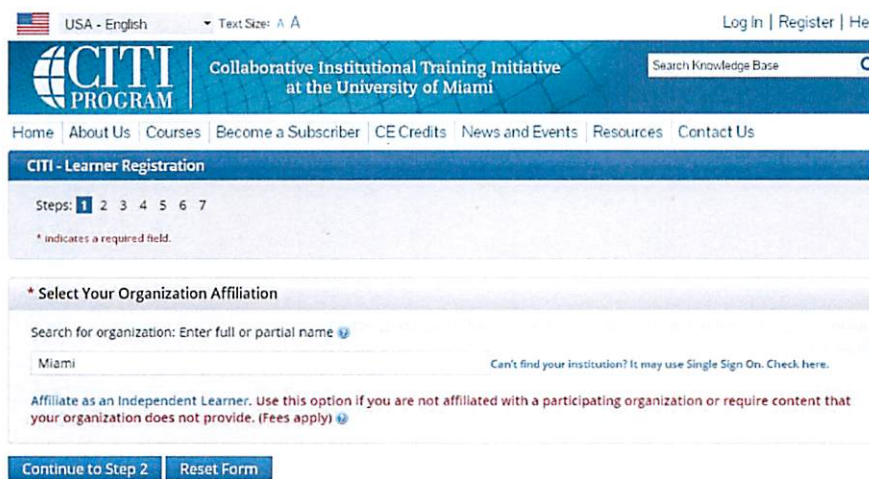 USA - English Text Size: A A Log In | Register |
CITI
PROGRAM
Collaborative Institutional Training Initiative
at the University of Miami
Search Knowledge Base
Home About Us Courses Become a Subscriber CE Credits News and Events Resources Contact Us
CITI - Learner Registration
Steps: 1 2 3 4 5 6 7
* indicates a required field.
* Select Your Organization Affiliation
Search for organization: Enter full or partial name
Miami Can't find your institution? It may use Single Sign On. Check here.
Affiliate as an Independent Learner. Use this option if you are not affiliated with a participating organization or require content that
your organization does not provide. (Fees apply)
Continue to Step 2 Reset Form